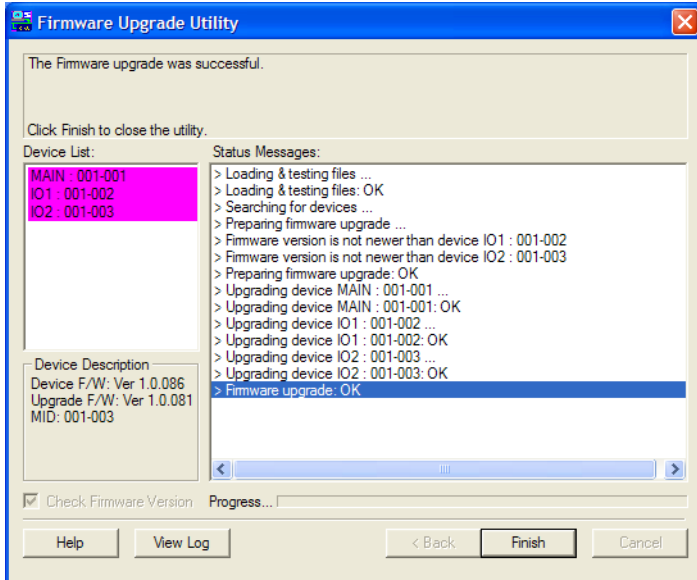 Firmware Upgrade Utility
The Firmware upgrade was successful.
Click Finish to close the utility.
Device List:
MAIN : 001-001
IO1 : 001-002
IO2 : 001-003
Status Messages:
> Loading & testing files ...
> Loading & testing files: OK
> Searching for devices ...
> Preparing firmware upgrade ...
> Firmware version is not newer than device IO1 : 001-002
> Firmware version is not newer than device IO2 : 001-003
> Preparing firmware upgrade: OK
> Upgrading device MAIN : 001-001 ...
> Upgrading device MAIN : 001-001: OK
> Upgrading device IO1 : 001-002 ...
> Upgrading device IO1 : 001-002: OK
> Upgrading device IO2 : 001-003 ...
> Upgrading device IO2 : 001-003: OK
> Firmware upgrade: OK
Device Description
Device F/W: Ver 1.0.086
Upgrade F/W: Ver 1.0.081
MID: 001-003
Check Firmware Version
Progress...
Help
View Log
< Back
Finish
Cancel